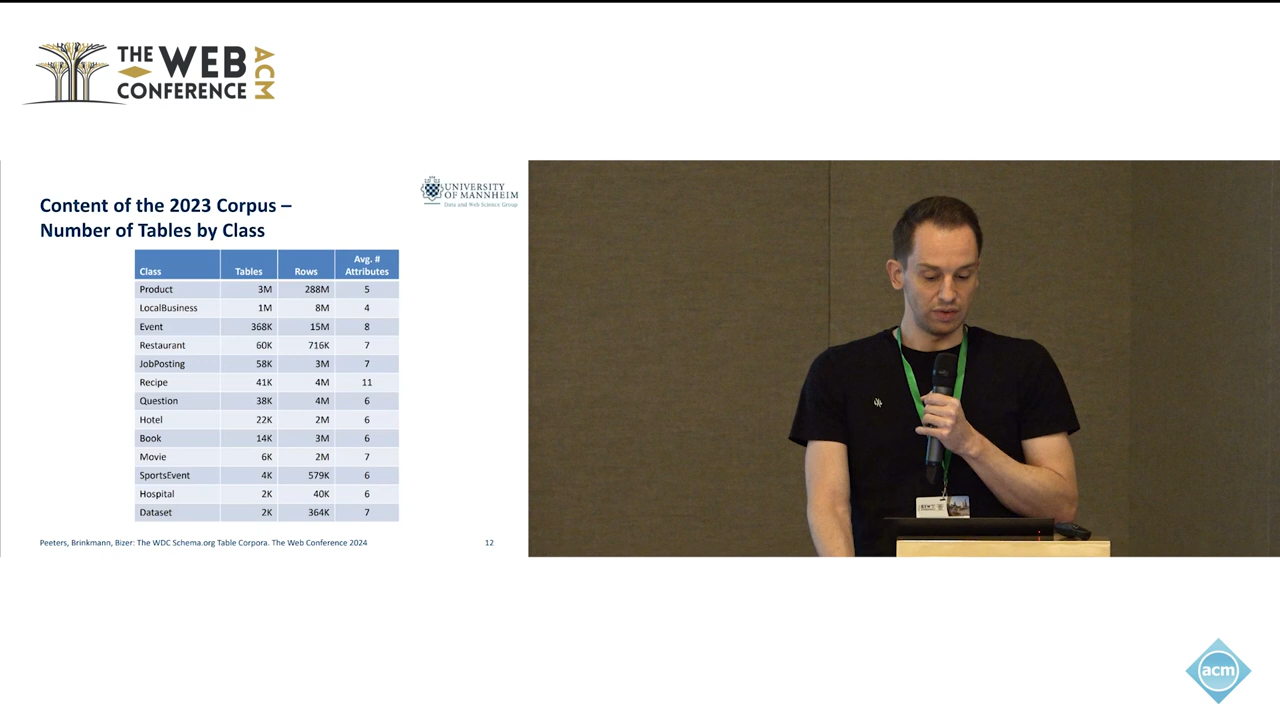 THE WEB
CONFERENCE
ACM
UNIVERSITY
OF MANNHEIM
Data and Web Science Group
Content of the 2023 Corpus –
Number of Tables by Class
Class Tables Rows Avg. # Attributes
Product 3M 288M 5
LocalBusiness 1M 8M 4
Event 368K 15M 8
Restaurant 60K 716K 7
JobPosting 58K 3M 7
Recipe 41K 4M 11
Question 38K 4M 6
Hotel 22K 2M 6
Book 14K 3M 6
Movie 6K 2M 7
SportsEvent 4K 579K 6
Hospital 2K 40K 6
Dataset 2K 364K 7
Peeters, Brinkmann, Bizer: The WDC Schema.org Table Corpora. The Web Conference 2024 12
acm